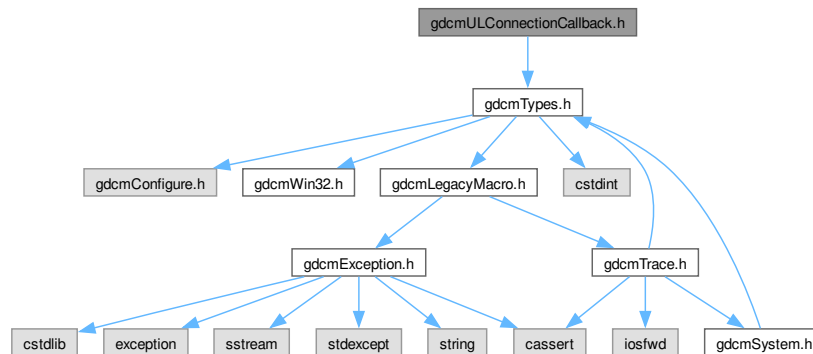 gdcmULConnectionCallback.h
gdcmTypes.h
gdcmConfigure.h
gdcmWin32.h
gdcmLegacyMacro.h
cstdint
gdcmException.h
gdcmTrace.h
cstdlib
exception
sstream
stdexcept
string
cassert
iosfwd
gdcmSystem.h